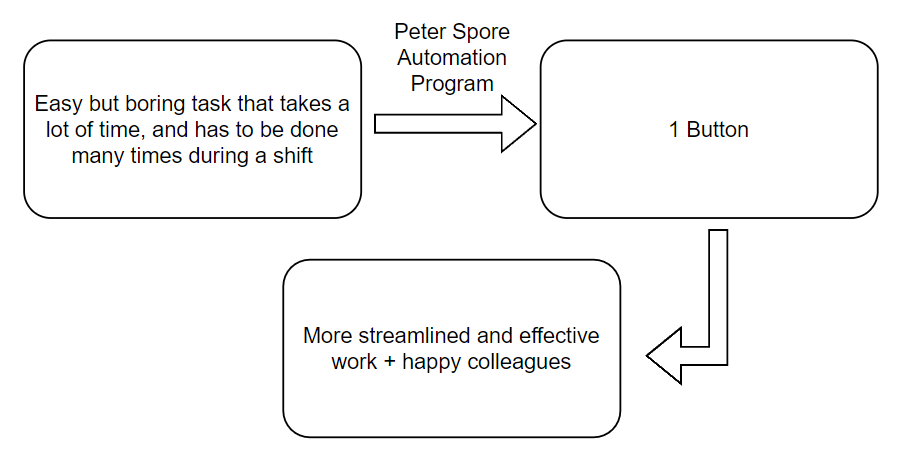 Peter Spore
Automation
Program
Easy but boring task that takes a
lot of time, and has to be done
many times during a shift
1 Button
More streamlined and effective
work + happy colleagues